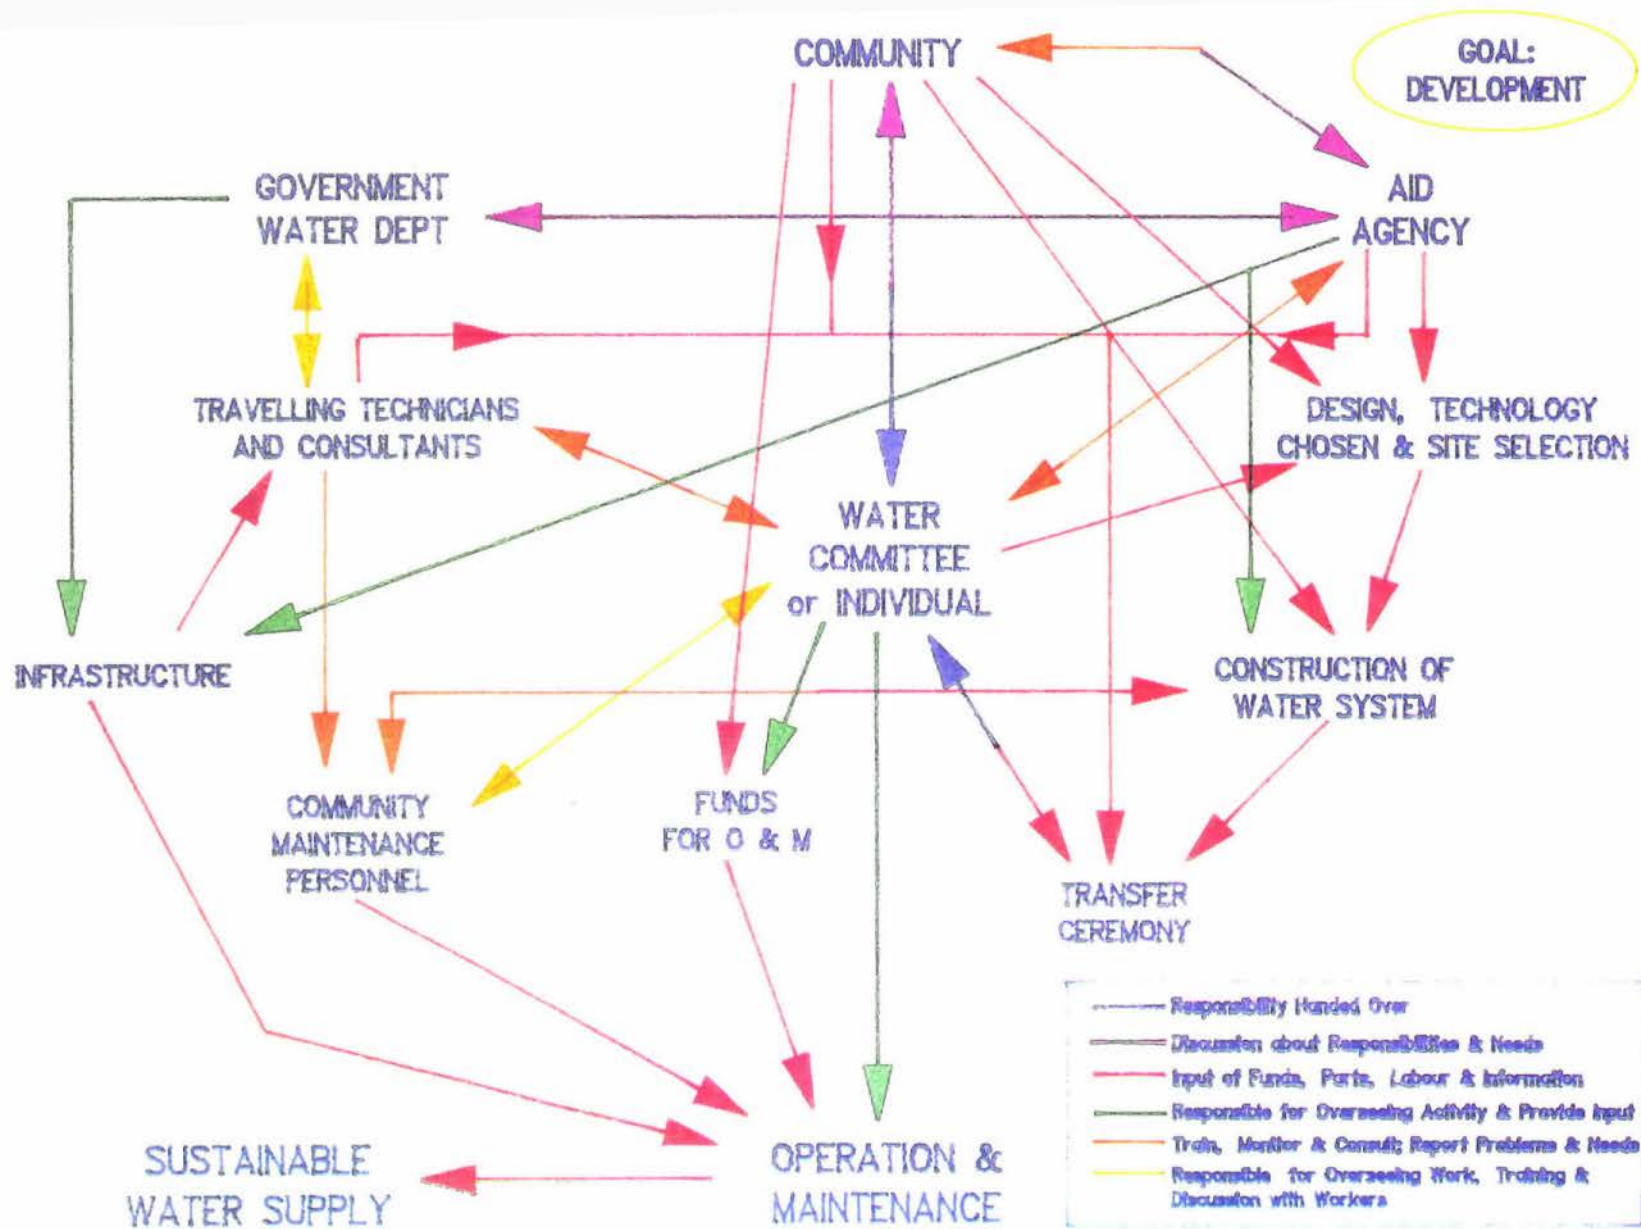 COMMUNITY
GOAL:
DEVELOPMENT
GOVERNMENT
WATER DEPT
AID
AGENCY
TRAVELLING TECHNICIANS
AND CONSULTANTS
DESIGN, TECHNOLOGY
CHOSEN & SITE SELECTION
WATER
COMMITTEE
or INDIVIDUAL
INFRASTRUCTURE
CONSTRUCTION OF
WATER SYSTEM
COMMUNITY
MAINTENANCE
PERSONNEL
FUNDS
FOR O & M
TRANSFER
CEREMONY
Responsibility Handed Over
Discussion about Responsibilities & Needs
Input of Funds, Parts, Labour & Information
Responsible for Overseeing Activity & Provide Input
Train, Monitor & Consult; Report Problems & Needs
Responsible for Overseeing Work, Training &
Discussion with Workers
SUSTAINABLE
WATER SUPPLY
OPERATION &
MAINTENANCE